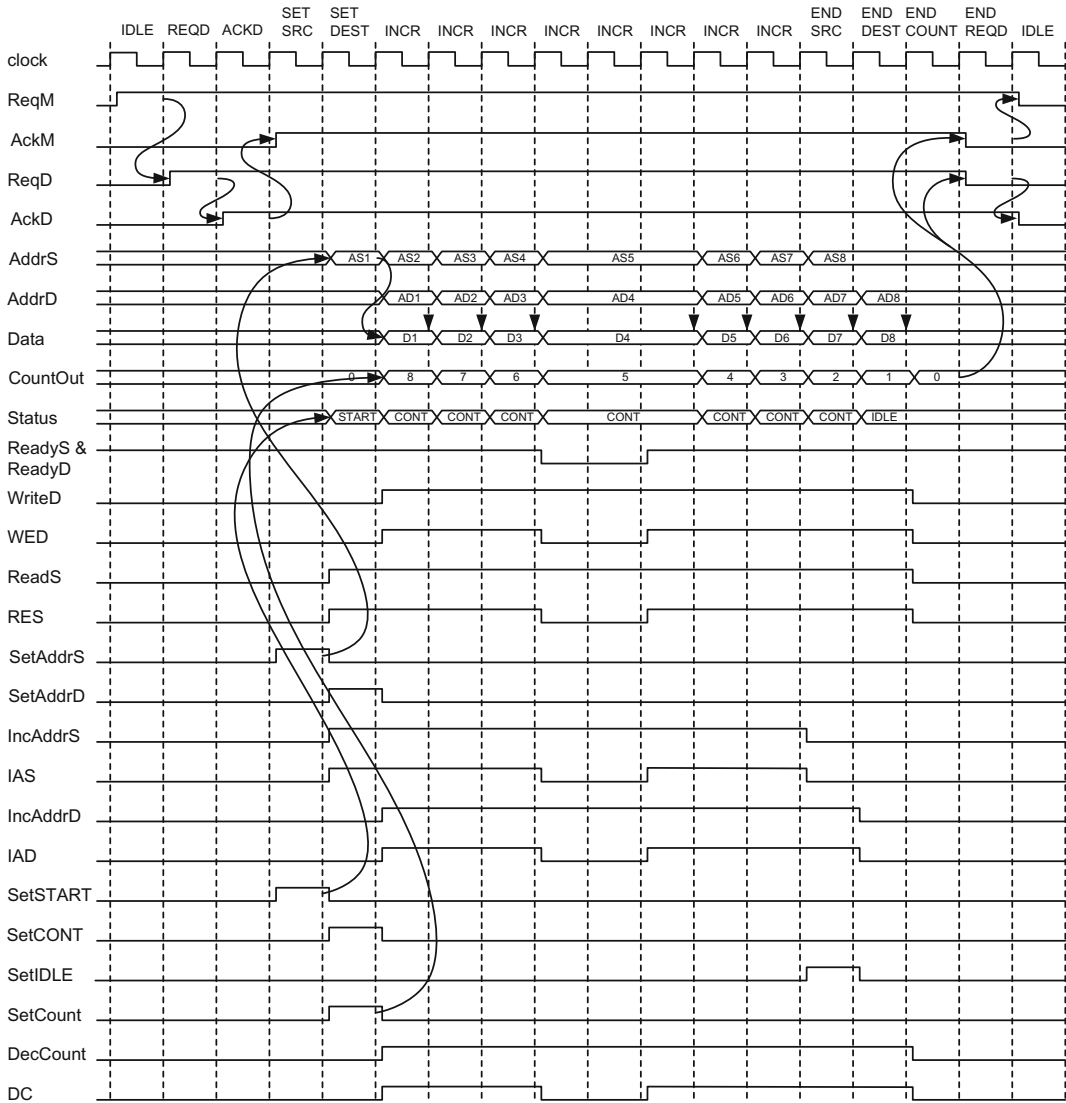 SET SET END END END END
IDLE REQD ACKD SRC DEST INCR INCR INCR INCR INCR INCR INCR INCR SRC DEST COUNT REQD IDLE
clock
ReqM
AckM
ReqD
AckD
AddrS AS1 AS2 AS3 AS4 AS5 AS6 AS7 AS8
AddrD AD1 AD2 AD3 AD4 AD5 AD6 AD7 AD8
Data D1 D2 D3 D4 D5 D6 D7 D8
CountOut 0 8 7 6 5 4 3 2 1 0
Status START CONT CONT CONT CONT CONT CONT CONT IDLE
ReadyS &
ReadyD
WriteD
WED
ReadS
RES
SetAddrS
SetAddrD
IncAddrS
IAS
IncAddrD
IAD
SetSTART
SetCONT
SetIDLE
SetCount
DecCount
DC